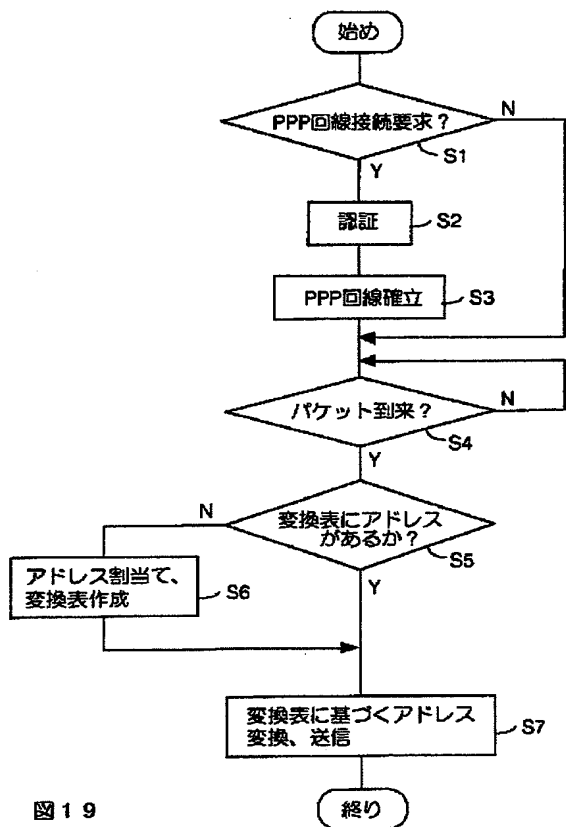 始め
PPP回線接続要求？
N
S1
Y
認証
S2
PPP回線確立
S3
パケット到来？
N
S4
Y
変換表にアドレス
があるか？
N
S5
Y
アドレス割当て、
変換表作成
S6
変換表に基づくアドレス
変換、送信
S7
終り
図19